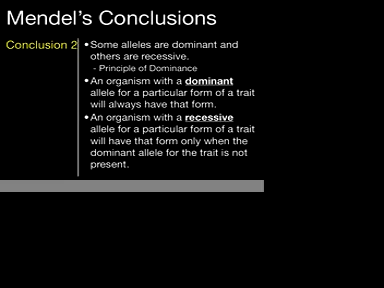 Mendel's Conclusions
Conclusion 2
• Some alleles are dominant and
others are recessive.
- Principle of Dominance
• An organism with a dominant
allele for a particular form of a trait
will always have that form.
• An organism with a recessive
allele for a particular form of a trait
will have that form only when the
dominant allele for the trait is not
present.